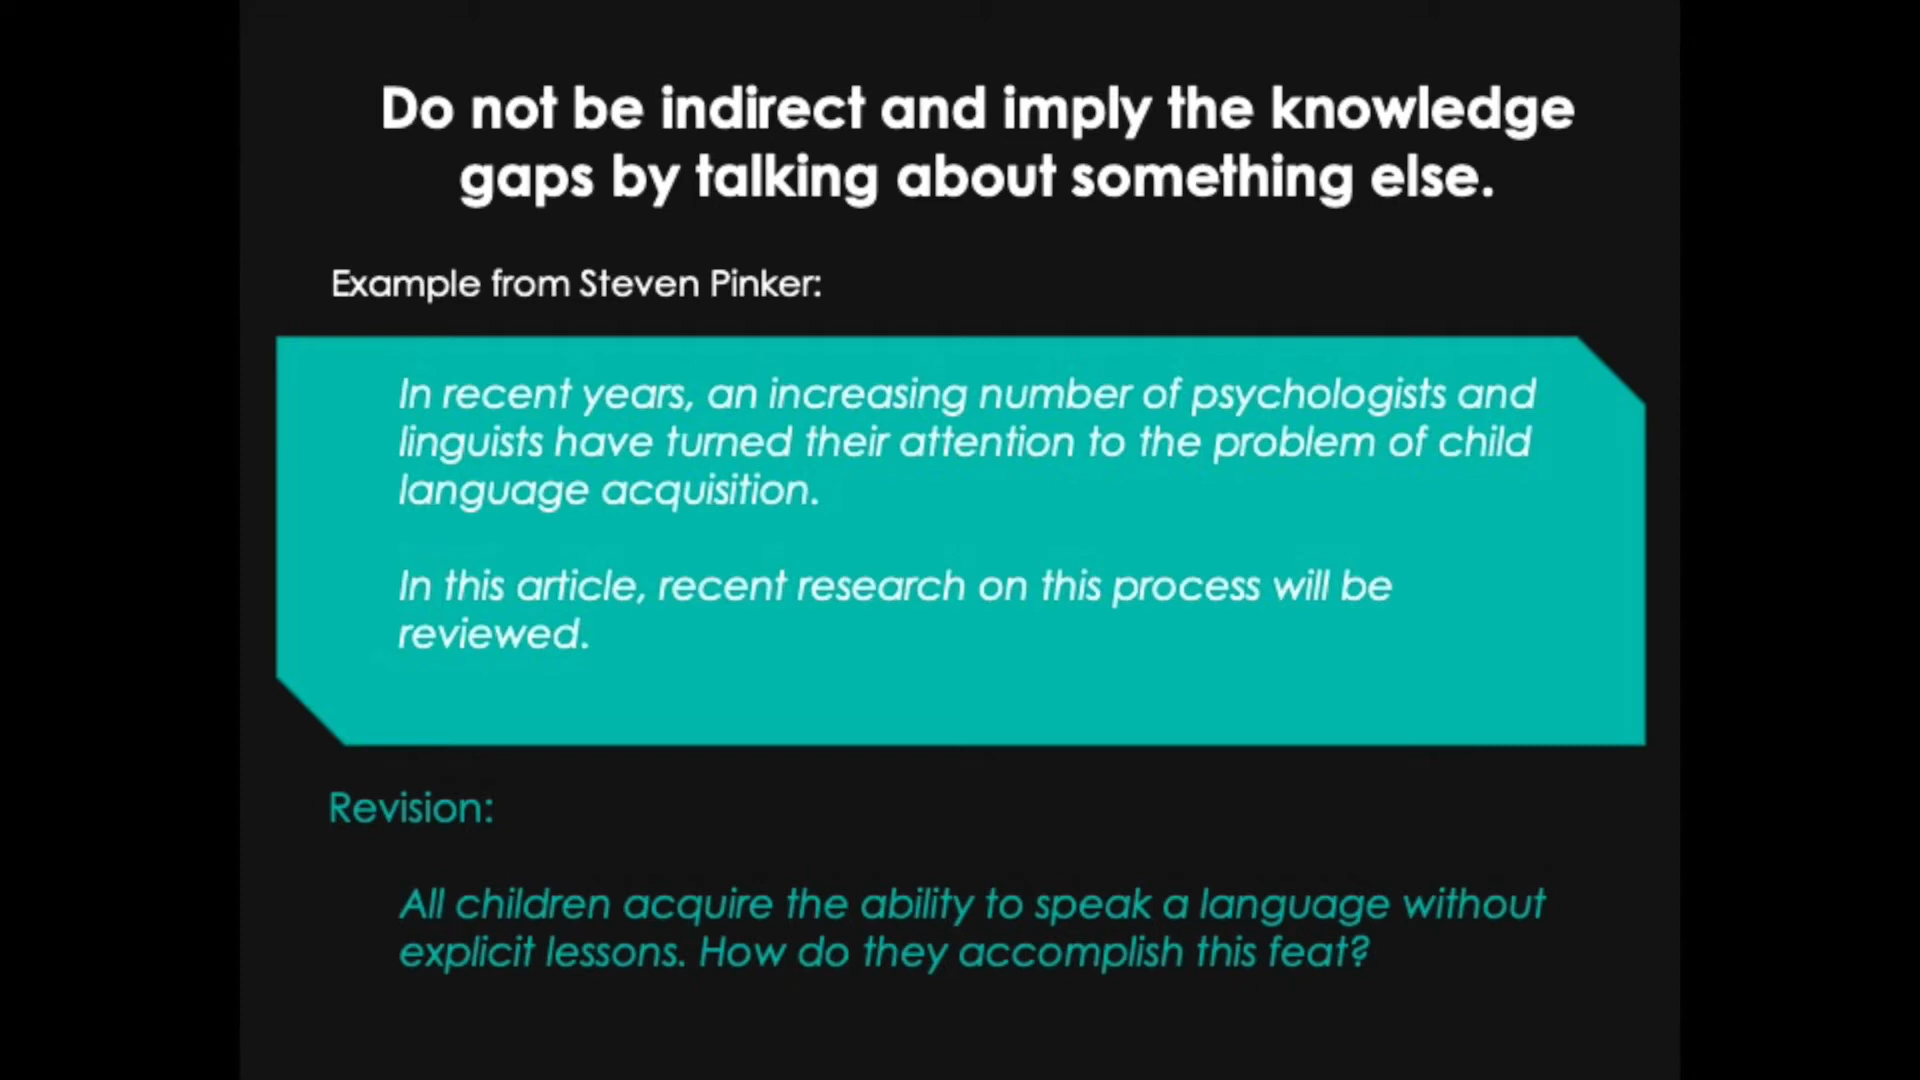 Do not be indirect and imply the knowledge
gaps by talking about something else.
Example from Steven Pinker:
In recent years, an increasing number of psychologists and
linguists have turned their attention to the problem of child
language acquisition.
In this article, recent research on this process will be
reviewed.
Revision:
All children acquire the ability to speak a language without
explicit lessons. How do they accomplish this feat?